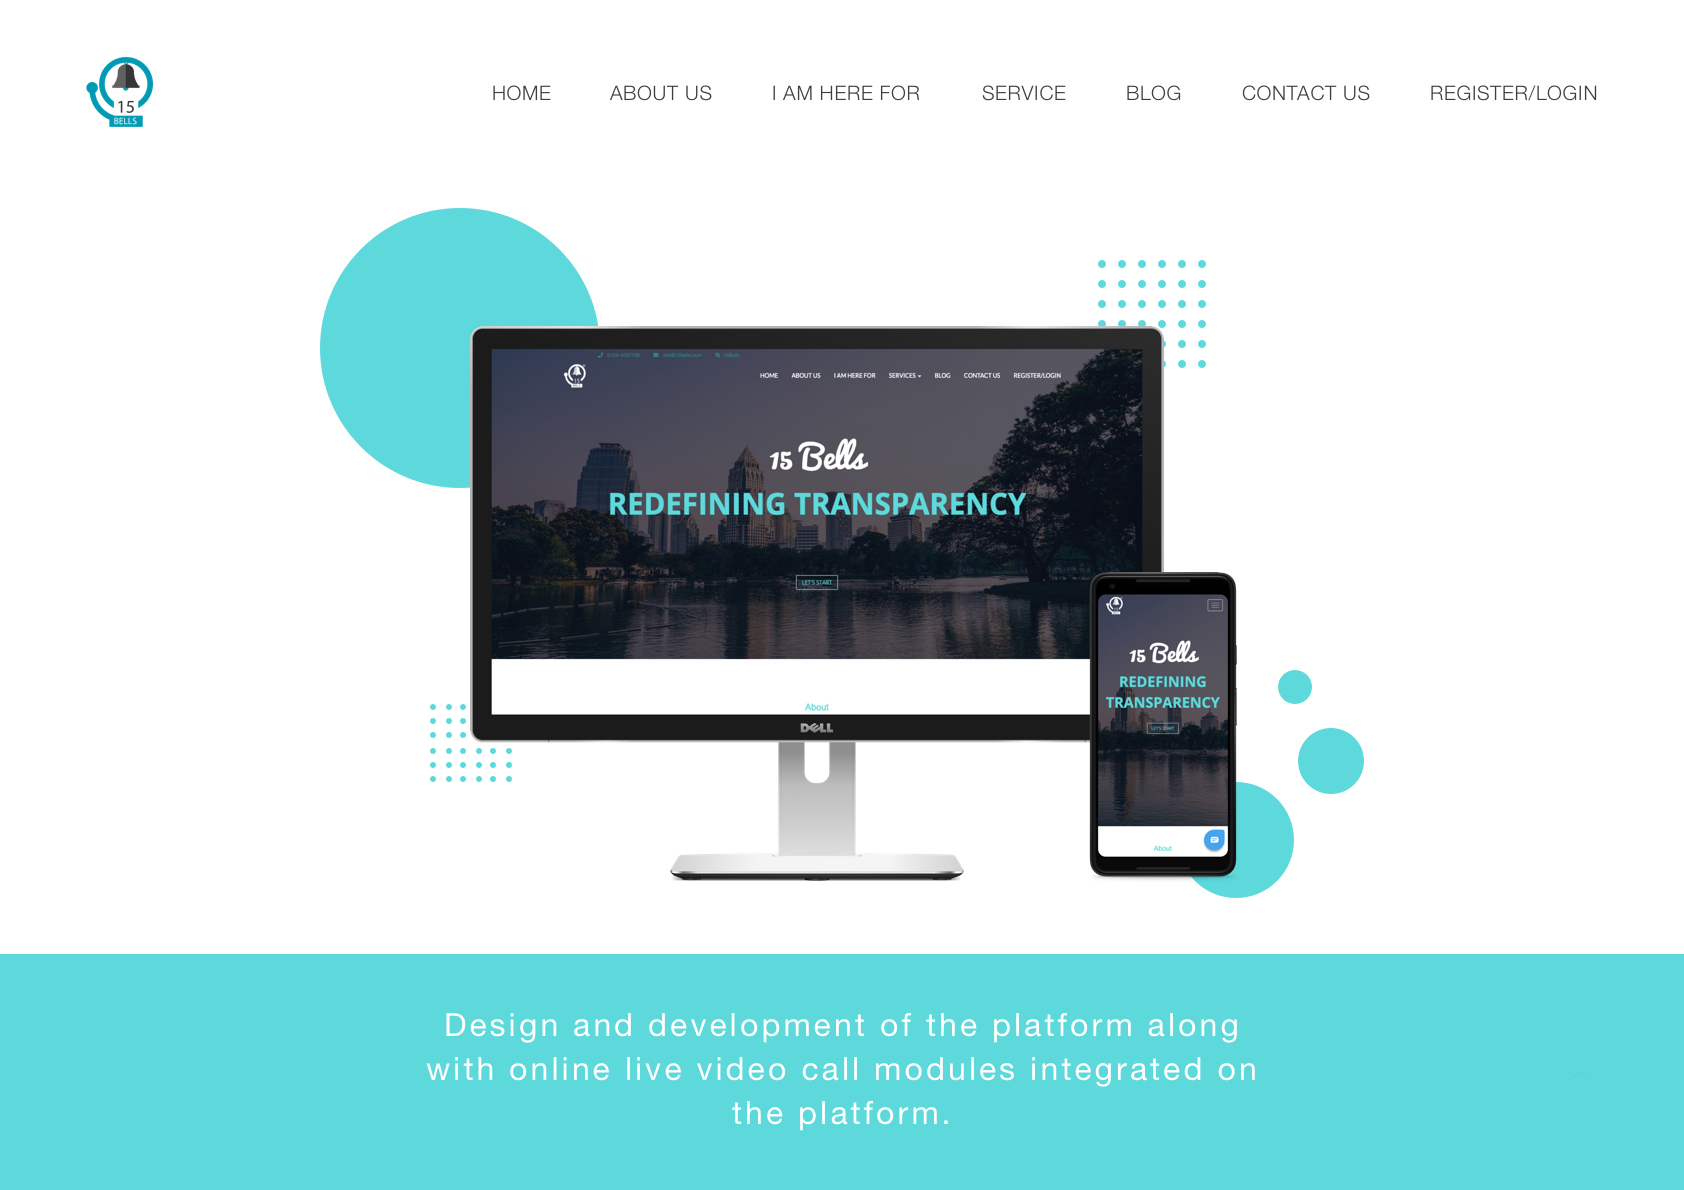 15
BELLS
HOME ABOUT US I AM HERE FOR SERVICE BLOG CONTACT US REGISTER/LOGIN
HOME ABOUT US I AM HERE FOR SERVICES BLOG CONTACT US REGISTER/LOGIN
15 Bells
REDEFINING TRANSPARENCY
LET'S START
About
DELL
15 Bells
REDEFINING
TRANSPARENCY
LET'S START
About
Design and development of the platform along
with online live video call modules integrated on
the platform.